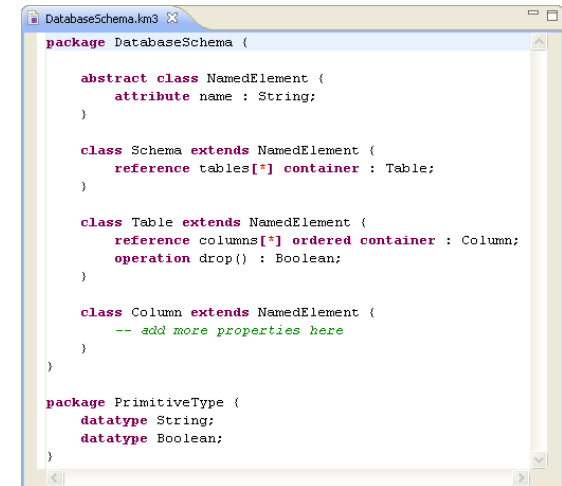 DatabaseSchema.km3
package DatabaseSchema {
abstract class NamedElement {
attribute name : String;
}
class Schema extends NamedElement {
reference tables[*] container : Table;
}
class Table extends NamedElement {
reference columns[*] ordered container : Column;
operation drop() : Boolean;
}
class Column extends NamedElement {
-- add more properties here
}
}
package PrimitiveType {
datatype String;
datatype Boolean;
}